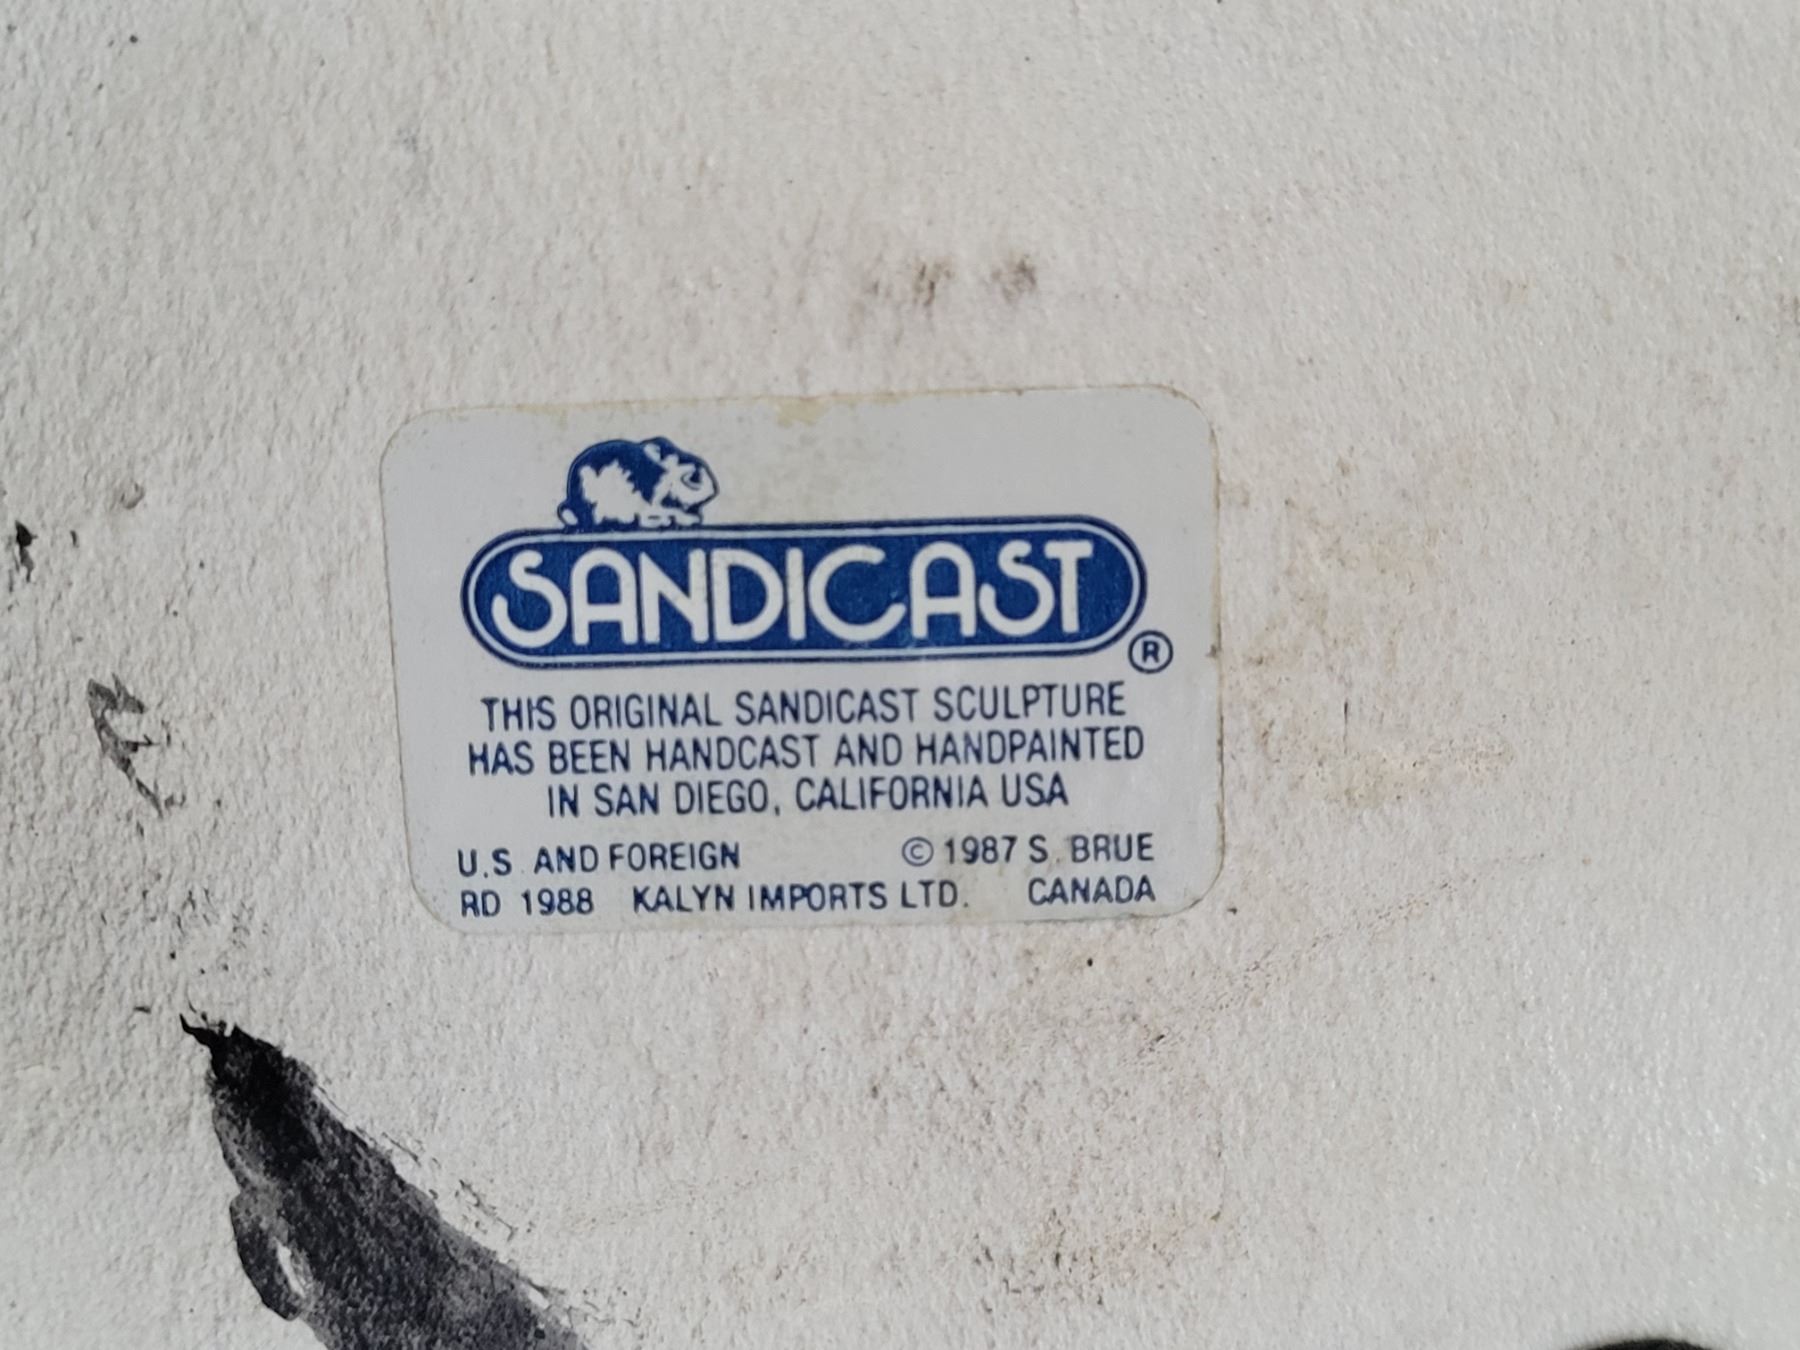 SANDICAST
®
THIS ORIGINAL SANDICAST SCULPTURE
HAS BEEN HANDCAST AND HANDPAINTED
IN SAN DIEGO, CALIFORNIA USA
U.S. AND FOREIGN © 1987 S. BRUE
RD 1988 KALYN IMPORTS LTD. CANADA